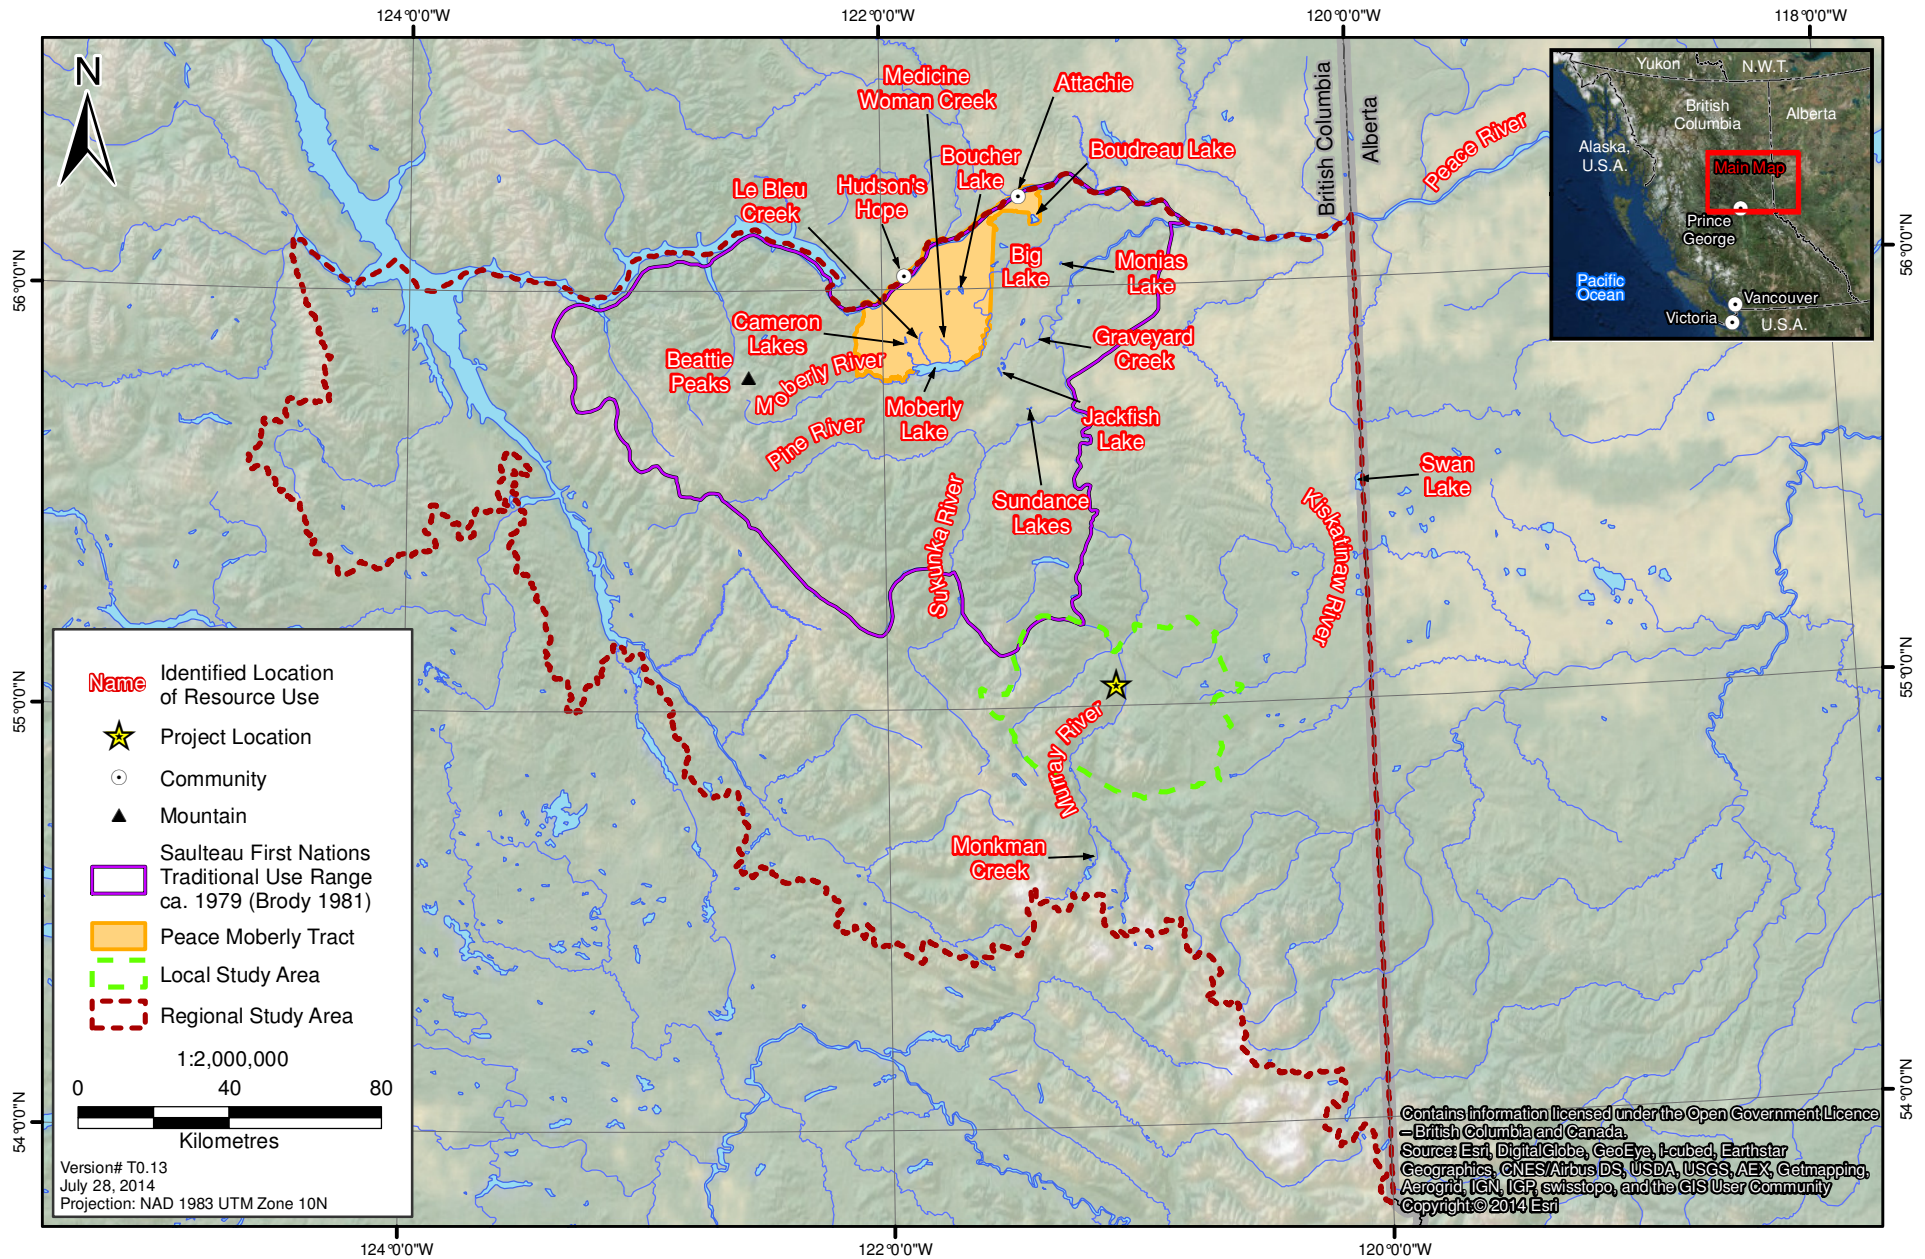 124°0'0"W
122°0'0"W
120°0'0"W
118°0'0"W
N
Medicine
Woman Creek
Attachie
Boucher
Lake
Boudreau Lake
Le Bleu
Creek
Hudson's
Hope
British Columbia
Alberta
Peace River
Yukon
N.W.T.
British
Columbia
Alberta
Alaska,
U.S.A.
Main Map
Prince
George
Pacific
Ocean
Vancouver
Victoria
U.S.A.
56°0'0"N
56°0'0"N
Big
Lake
Monias
Lake
Cameron
Lakes
Graveyard
Creek
Beattie
Peaks
Moberly River
Moberly
Lake
Jackfish
Lake
Pine River
Swan
Lake
Sundance
Lakes
Sukunka River
Kiskatinaw River
55°0'0"N
55°0'0"N
Murray River
Monkman
Creek
Name
Identified Location
of Resource Use
Project Location
Community
Mountain
Saulteau First Nations
Traditional Use Range
ca. 1979 (Brody 1981)
Peace Moberly Tract
Local Study Area
Regional Study Area
1:2,000,000
0 40 80
Kilometres
Version# T0.13
July 28, 2014
Projection: NAD 1983 UTM Zone 10N
54°0'0"N
54°0'0"N
Contains information licensed under the Open Government Licence
– British Columbia and Canada.
Source: Esri, DigitalGlobe, GeoEye, i-cubed, Earthstar
Geographics, CNES/Airbus DS, USDA, USGS, AEX, Getmapping,
Aerogrid, IGN, IGP, swisstopo, and the GIS User Community
Copyright:© 2014 Esri
124°0'0"W
122°0'0"W
120°0'0"W